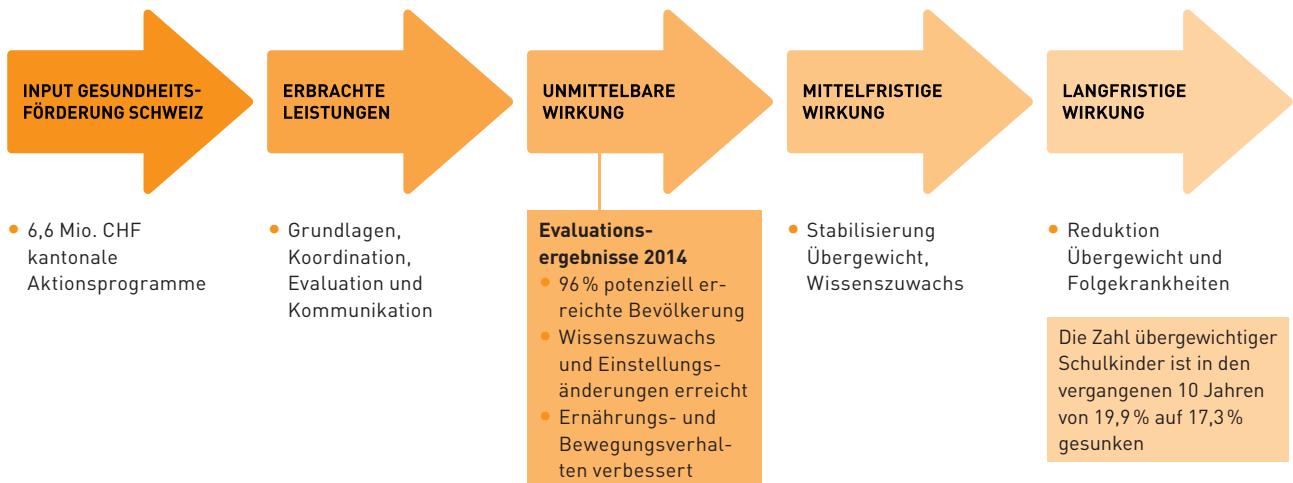 INPUT GESUNDHEITS-
FÖRDERUNG SCHWEIZ
• 6,6 Mio. CHF
kantonale
Aktionsprogramme
ERBRACHTE
LEISTUNGEN
• Grundlagen,
Koordination,
Evaluation und
Kommunikation
UNMITTELBARE
WIRKUNG
Evaluations-
ergebnisse 2014
• 96 % potenziell er-
reichte Bevölkerung
• Wissenszuwachs
und Einstellungs-
änderungen erreicht
• Ernährungs- und
Bewegungsverhal-
ten verbessert
MITTELFRISTIGE
WIRKUNG
• Stabilisierung
Übergewicht,
Wissenszuwachs
LANGFRISTIGE
WIRKUNG
• Reduktion
Übergewicht und
Folgekrankheiten
Die Zahl übergewichtiger
Schulkinder ist in den
vergangenen 10 Jahren
von 19,9 % auf 17,3 %
gesunken